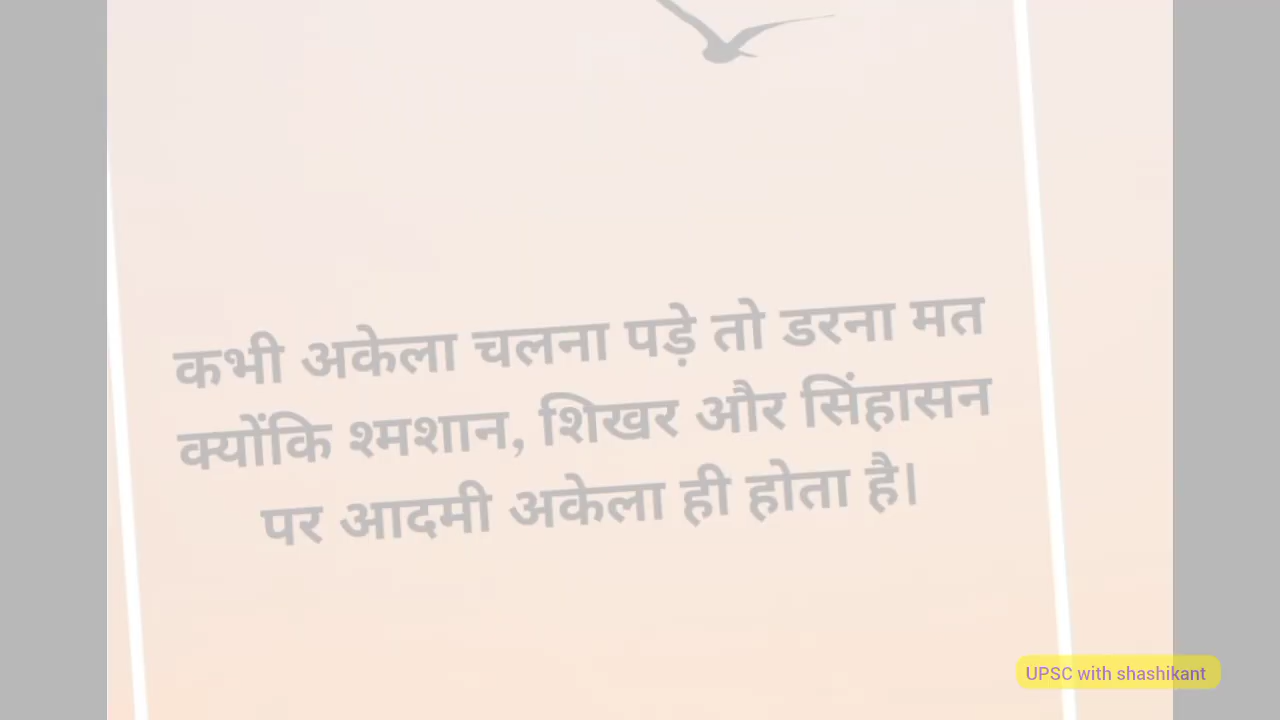 कभी अकेला चलना पड़े तो डरना मत
क्योंकि श्मशान, शिखर और सिंहासन
पर आदमी अकेला ही होता है।
UPSC with shashikant